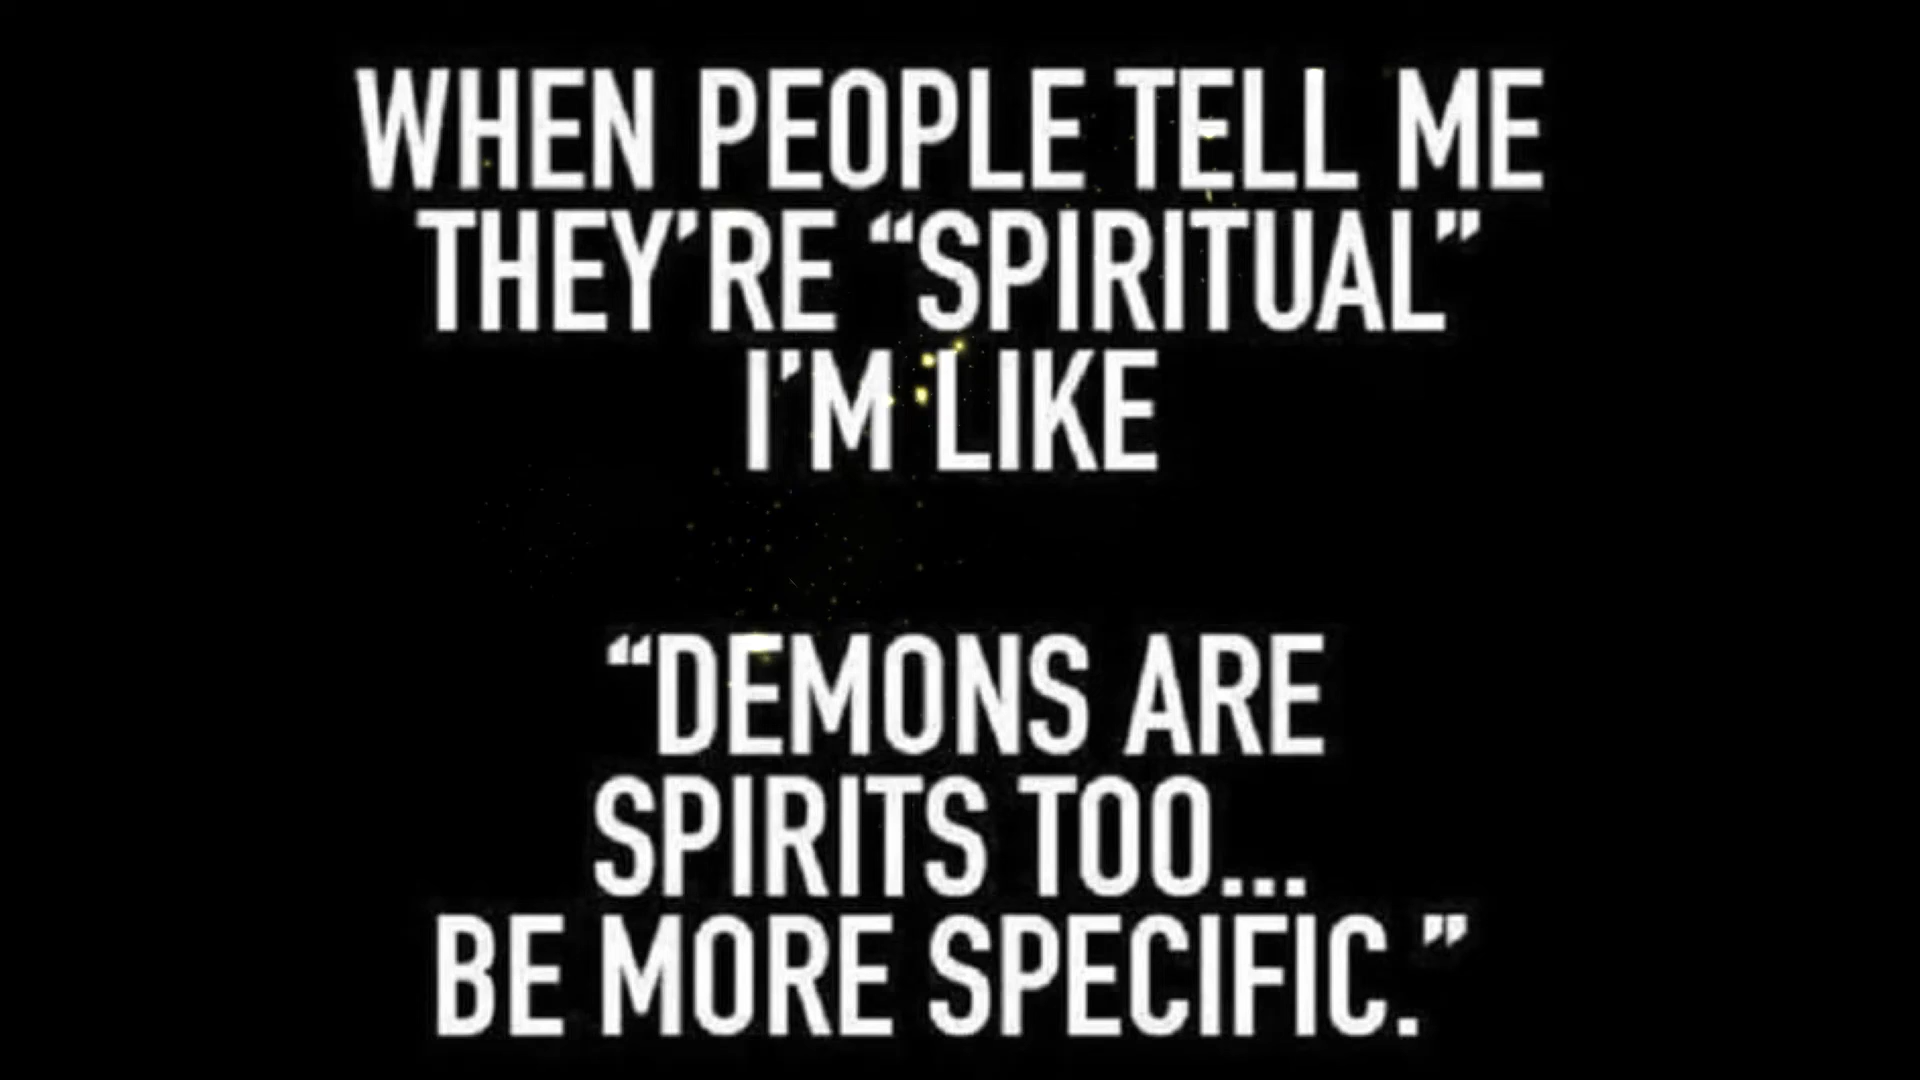 WHEN PEOPLE TELL ME
THEY’RE “SPIRITUAL”
I’M LIKE
“DEMONS ARE
SPIRITS TOO...
BE MORE SPECIFIC.”